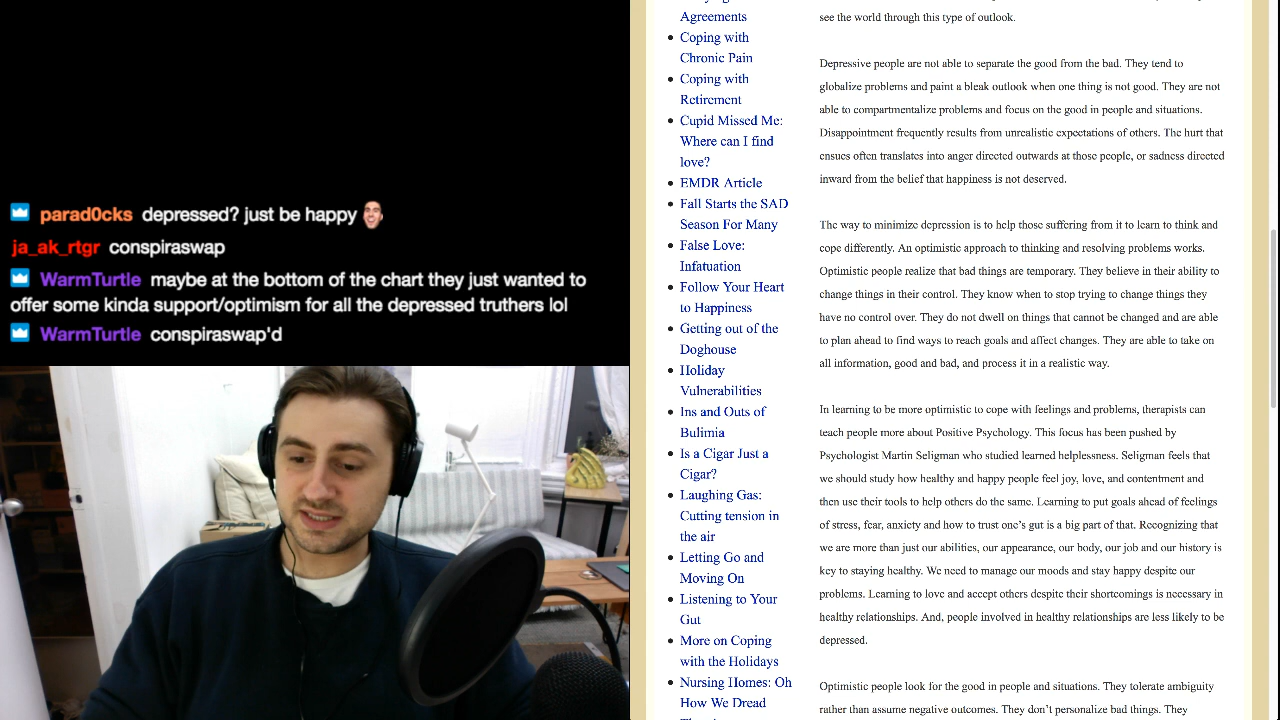 parad0cks depressed? just be happy
ja_ak_rtgr conspiraswap
WarmTurtle maybe at the bottom of the chart they just wanted to
offer some kinda support/optimism for all the depressed truthers lol
WarmTurtle conspiraswap'd
Agreements
Coping with
Chronic Pain
Coping with
Retirement
Cupid Missed Me:
Where can I find
love?
EMDR Article
Fall Starts the SAD
Season For Many
False Love:
Infatuation
Follow Your Heart
to Happiness
Getting out of the
Doghouse
Holiday
Vulnerabilities
Ins and Outs of
Bulimia
Is a Cigar Just a
Cigar?
Laughing Gas:
Cutting tension in
the air
Letting Go and
Moving On
Listening to Your
Gut
More on Coping
with the Holidays
Nursing Homes: Oh
How We Dread
see the world through this type of outlook.
Depressive people are not able to separate the good from the bad. They tend to
globalize problems and paint a bleak outlook when one thing is not good. They are not
able to compartmentalize problems and focus on the good in people and situations.
Disappointment frequently results from unrealistic expectations of others. The hurt that
ensues often translates into anger directed outwards at those people, or sadness directed
inward from the belief that happiness is not deserved.
The way to minimize depression is to help those suffering from it to learn to think and
cope differently. An optimistic approach to thinking and resolving problems works.
Optimistic people realize that bad things are temporary. They believe in their ability to
change things in their control. They know when to stop trying to change things they
have no control over. They do not dwell on things that cannot be changed and are able
to plan ahead to find ways to reach goals and affect changes. They are able to take on
all information, good and bad, and process it in a realistic way.
In learning to be more optimistic to cope with feelings and problems, therapists can
teach people more about Positive Psychology. This focus has been pushed by
Psychologist Martin Seligman who studied learned helplessness. Seligman feels that
we should study how healthy and happy people feel joy, love, and contentment and
then use their tools to help others do the same. Learning to put goals ahead of feelings
of stress, fear, anxiety and how to trust one's gut is a big part of that. Recognizing that
we are more than just our abilities, our appearance, our body, our job and our history is
key to staying healthy. We need to manage our moods and stay happy despite our
problems. Learning to love and accept others despite their shortcomings is necessary in
healthy relationships. And, people involved in healthy relationships are less likely to be
depressed.
Optimistic people look for the good in people and situations. They tolerate ambiguity
rather than assume negative outcomes. They don't personalize bad things. They